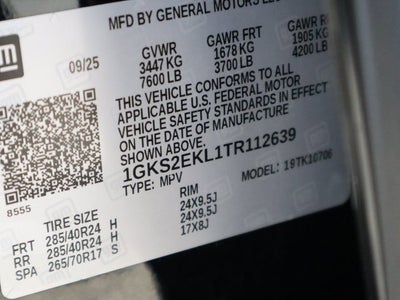 MFD BY GENERAL MOTORS LLC
gm
09/25
GVWR GAWR FRT GAWR R
3447 KG 1678 KG 1905 KG
7600 LB 3700 LB 4200 LB
THIS VEHICLE CONFORMS TO ALL
APPLICABLE U.S. FEDERAL MOTOR
VEHICLE SAFETY STANDARDS IN EFFECT
ON THE DATE OF MANUFACTURE
SHOWN ABOVE.
1GKS2EKL1TR112639
TYPE: MPV MODEL: 19TK10706
8555
TIRE SIZE RIM
FRT 285/40R24 H 24X9.5J
RR 285/40R24 H 24X9.5J
SPA 265/70R17 S 17X8J